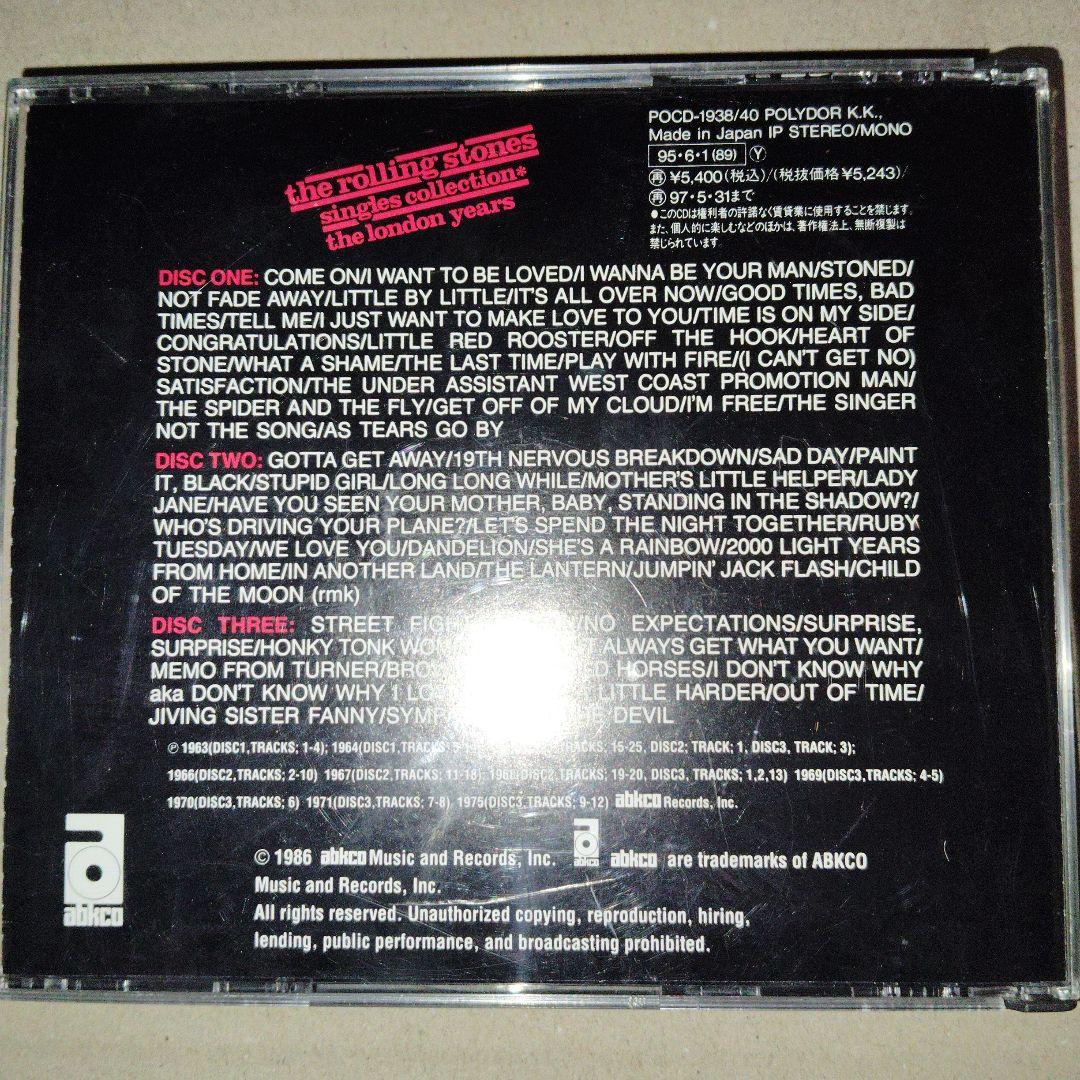 POCD-1938/40 POLYDOR K.K.,
Made in Japan IP STEREO/MONO
95・6・1(89) Ⓨ
再 ¥5,400(税込)/(税抜価格¥5,243)/
再 97・5・31まで
●このCDは権利者の許諾なく賃貸業に使用することを禁じます。
また、個人的に楽しむなどのほかは、著作権法上、無断複製は
禁じられています
the rolling stones
singles collection*
the london years
DISC ONE: COME ON/I WANT TO BE LOVED/I WANNA BE YOUR MAN/STONED/
NOT FADE AWAY/LITTLE BY LITTLE/IT'S ALL OVER NOW/GOOD TIMES, BAD
TIMES/TELL ME/I JUST WANT TO MAKE LOVE TO YOU/TIME IS ON MY SIDE/
CONGRATULATIONS/LITTLE RED ROOSTER/OFF THE HOOK/HEART OF
STONE/WHAT A SHAME/THE LAST TIME/PLAY WITH FIRE/(I CAN'T GET NO)
SATISFACTION/THE UNDER ASSISTANT WEST COAST PROMOTION MAN/
THE SPIDER AND THE FLY/GET OFF OF MY CLOUD/I'M FREE/THE SINGER
NOT THE SONG/AS TEARS GO BY
DISC TWO: GOTTA GET AWAY/19TH NERVOUS BREAKDOWN/SAD DAY/PAINT
IT, BLACK/STUPID GIRL/LONG LONG WHILE/MOTHER'S LITTLE HELPER/LADY
JANE/HAVE YOU SEEN YOUR MOTHER, BABY, STANDING IN THE SHADOW?/
WHO'S DRIVING YOUR PLANE?/LET'S SPEND THE NIGHT TOGETHER/RUBY
TUESDAY/WE LOVE YOU/DANDELION/SHE'S A RAINBOW/2000 LIGHT YEARS
FROM HOME/IN ANOTHER LAND/THE LANTERN/JUMPIN' JACK FLASH/CHILD
OF THE MOON (rmk)
DISC THREE: STREET /NO EXPECTATIONS/SURPRISE,
SURPRISE/HONKY TONK ALWAYS GET WHAT YOU WANT/
MEMO FROM TURNER/ HORSES/I DON'T KNOW WHY
aka DON'T KNOW WHY I LITTLE HARDER/OUT OF TIME/
JIVING SISTER FANNY/ DEVIL
℗ 1963(DISC1,TRACKS; 1-4); 1964(DISC1,TRACKS; 15-25, DISC2; TRACK; 1, DISC3, TRACK; 3);
1966(DISC2,TRACKS; 2-10) 1967(DISC2,TRACKS; 11-18); 1968(DISC2,TRACKS; 19-20, DISC3, TRACKS; 1,2,13) 1969(DISC3,TRACKS; 4-5)
1970(DISC3,TRACKS; 6) 1971(DISC3,TRACKS; 7-8) 1975(DISC3,TRACKS; 9-12) abkco Records, Inc.
abkco
© 1986 abkco Music and Records, Inc. abkco abkco are trademarks of ABKCO
Music and Records, Inc.
All rights reserved. Unauthorized copying, reproduction, hiring,
lending, public performance, and broadcasting prohibited.